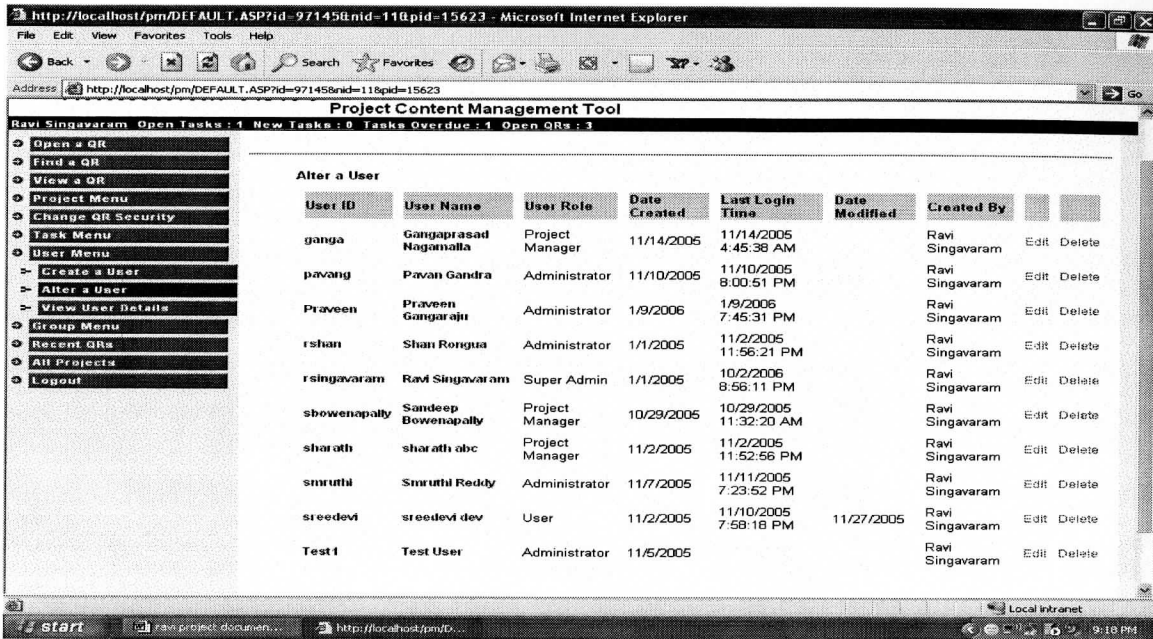 http://localhost/pm/DEFAULT.ASP?id=97145&nid=11&pid=15623 - Microsoft Internet Explorer
File Edit View Favorites Tools Help
Back Search Favorites
Address http://localhost/pm/DEFAULT.ASP?id=97145&nid=11&pid=15623 Go
Project Content Management Tool
Ravi Singavaram Open Tasks : 1 New Tasks : 0 Tasks Overdue : 1 Open QRs : 3
Open a QR
Find a QR
View a QR
Project Menu
Change QR Security
Task Menu
User Menu
Create a User
Alter a User
View User Details
Group Menu
Recent QRs
All Projects
Logout
Alter a User
User ID User Name User Role Date Created Last Login Time Date Modified Created By
ganga Gangaprasad Nagamalla Project Manager 11/14/2005 11/14/2005 4:45:38 AM Ravi Singavaram Edit Delete
pavang Pavan Gandra Administrator 11/10/2005 11/10/2005 8:00:51 PM Ravi Singavaram Edit Delete
Praveen Praveen Gangaraju Administrator 1/9/2006 1/9/2006 7:45:31 PM Ravi Singavaram Edit Delete
rshan Shan Rongua Administrator 1/1/2005 11/2/2005 11:56:21 PM Ravi Singavaram Edit Delete
rsingavaram Ravi Singavaram Super Admin 1/1/2005 10/2/2006 8:56:11 PM Ravi Singavaram Edit Delete
sbowenapally Sandeep Bowenapally Project Manager 10/29/2005 10/29/2005 11:32:20 AM Ravi Singavaram Edit Delete
sharath sharath abc Project Manager 11/2/2005 11/2/2005 11:52:56 PM Ravi Singavaram Edit Delete
smruthi Smruthi Reddy Administrator 11/7/2005 11/11/2005 7:23:52 PM Ravi Singavaram Edit Delete
sreedevi sreedevi dev User 11/2/2005 11/10/2005 7:58:18 PM 11/27/2005 Ravi Singavaram Edit Delete
Test1 Test User Administrator 11/5/2005 Ravi Singavaram Edit Delete
Local intranet
start ravi project documen... http://localhost/pm/D... 9:18 PM